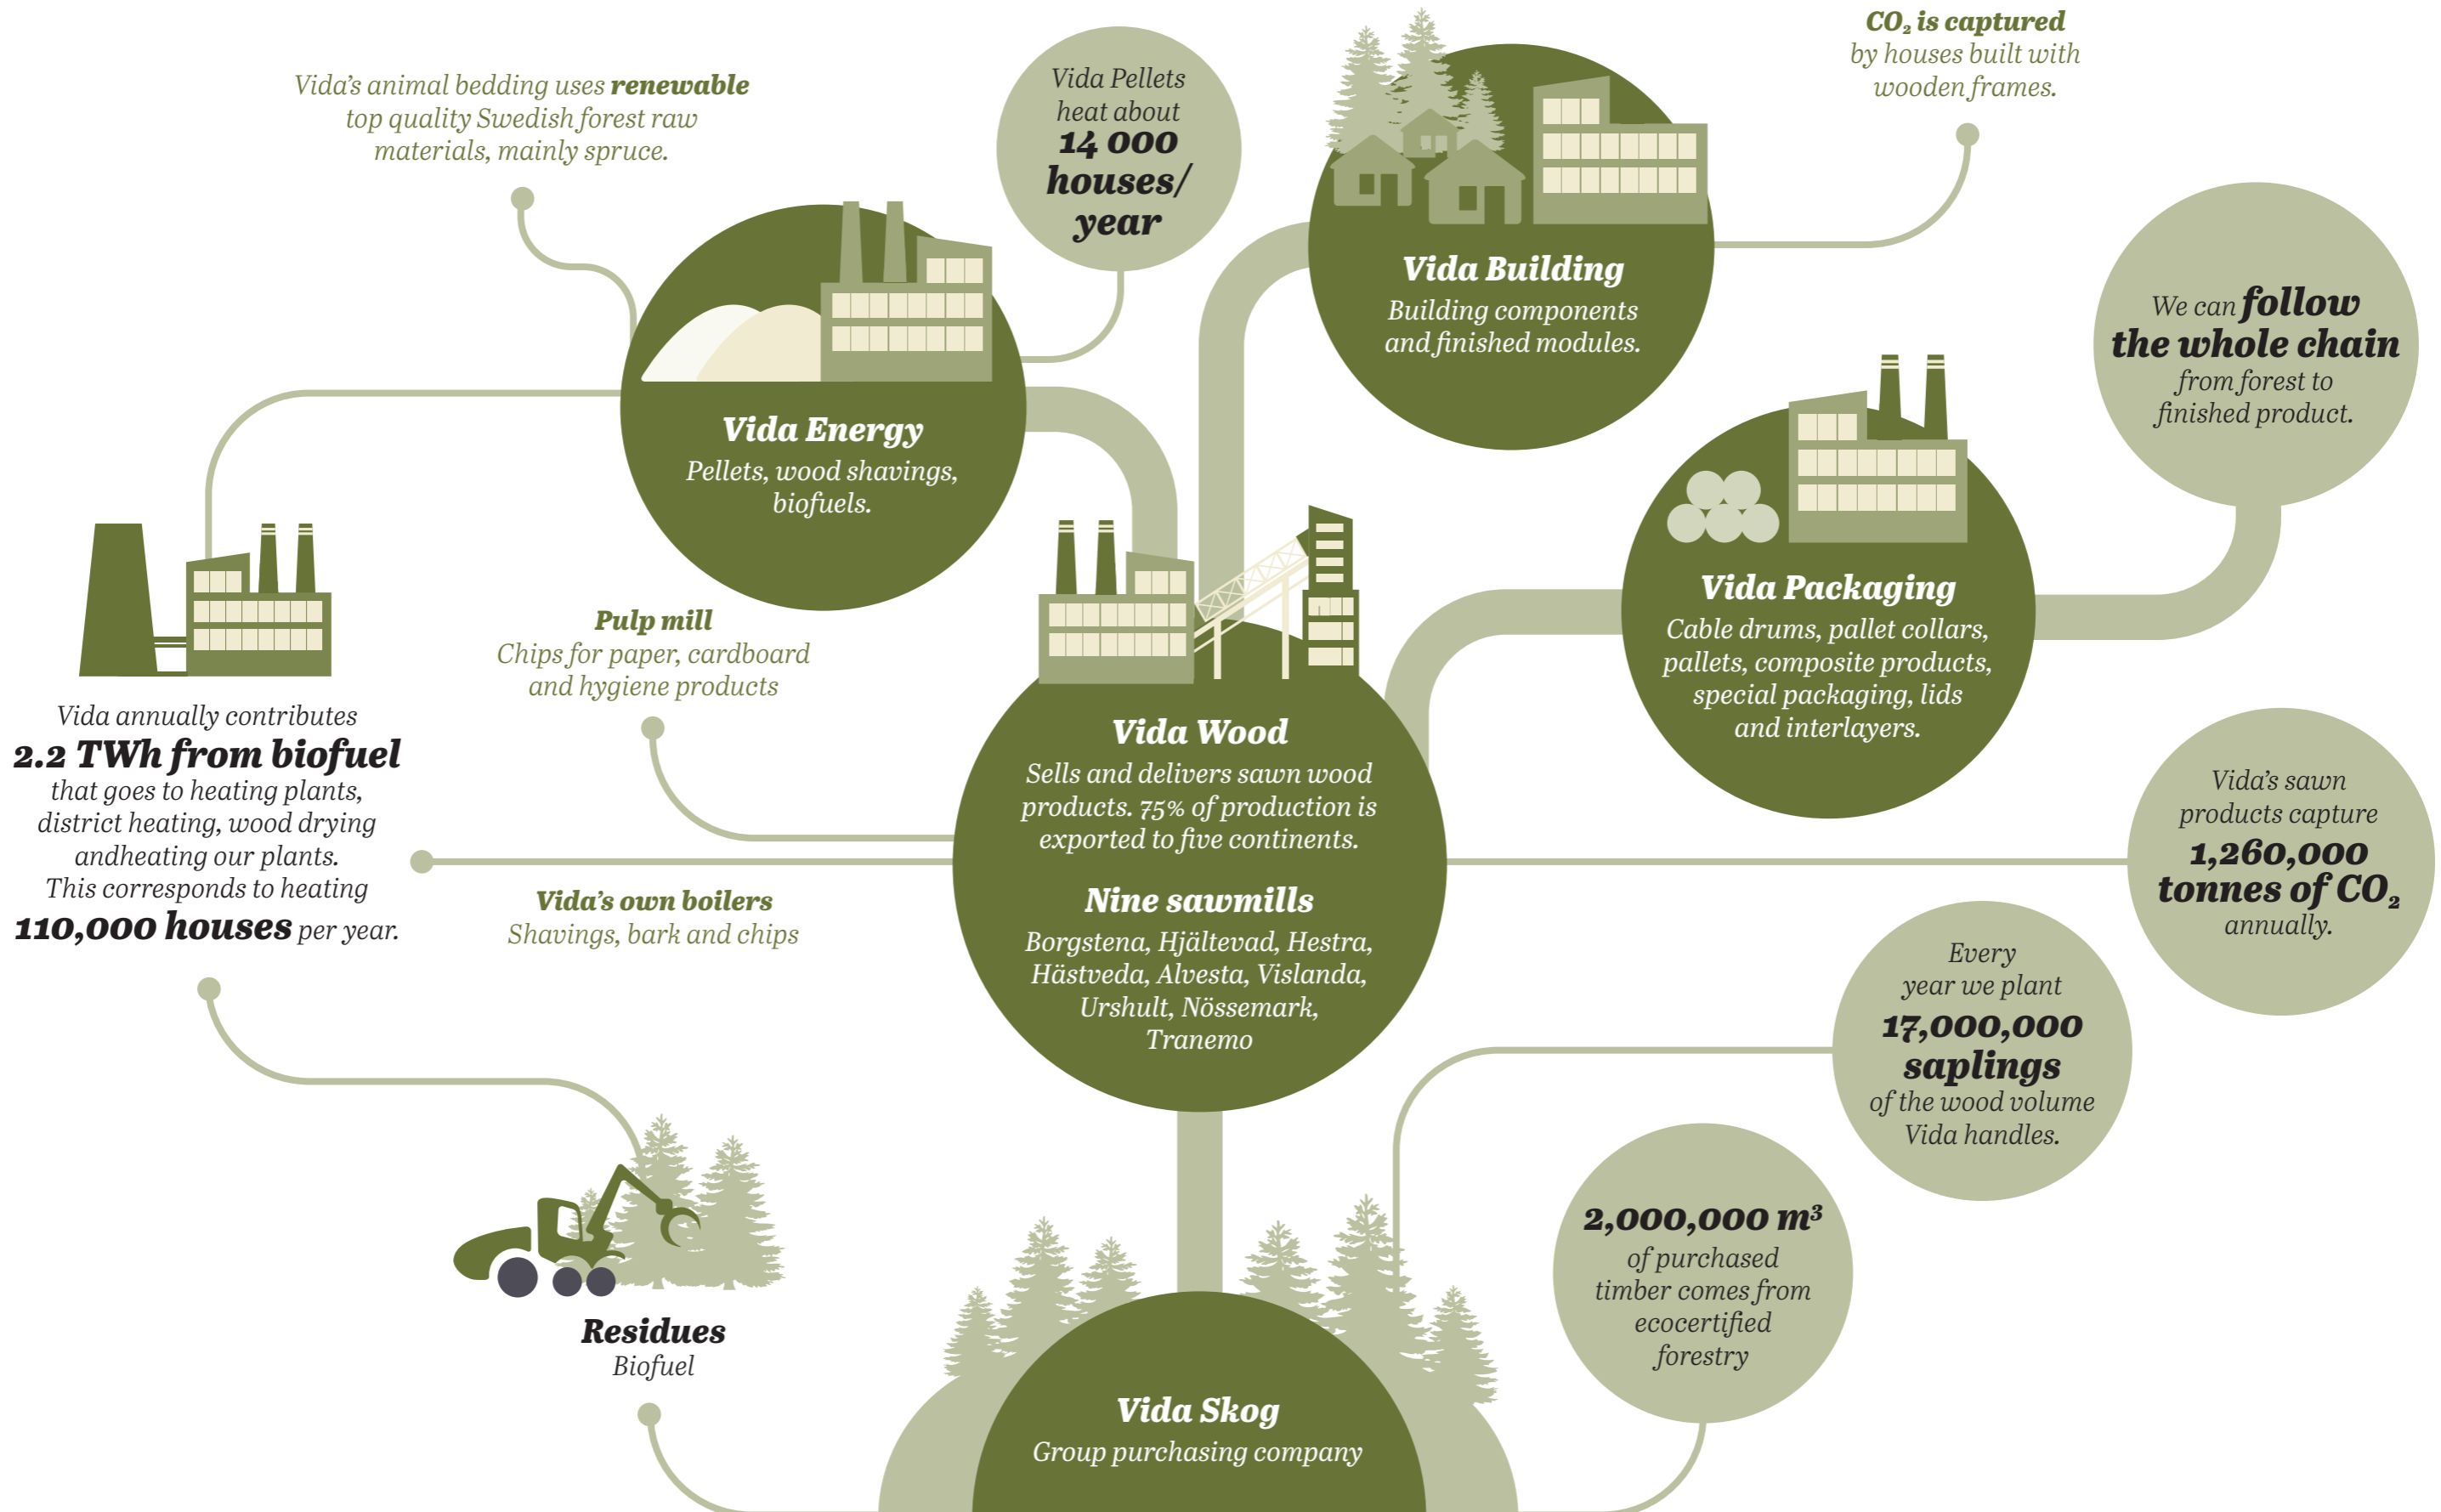 Vida's animal bedding uses renewable
top quality Swedish forest raw
materials, mainly spruce.
Vida Pellets
heat about
14 000
houses/
year
CO₂ is captured
by houses built with
wooden frames.
Vida Building
Building components
and finished modules.
We can follow
the whole chain
from forest to
finished product.
Vida Energy
Pellets, wood shavings,
biofuels.
Vida Packaging
Cable drums, pallet collars,
pallets, composite products,
special packaging, lids
and interlayers.
Pulp mill
Chips for paper, cardboard
and hygiene products
Vida annually contributes
2.2 TWh from biofuel
that goes to heating plants,
district heating, wood drying
andheating our plants.
This corresponds to heating
110,000 houses per year.
Vida's own boilers
Shavings, bark and chips
Vida Wood
Sells and delivers sawn wood
products. 75% of production is
exported to five continents.
Nine sawmills
Borgstena, Hjältevad, Hestra,
Hästveda, Alvesta, Vislanda,
Urshult, Nössemark,
Tranemo
Vida's sawn
products capture
1,260,000
tonnes of CO₂
annually.
Every
year we plant
17,000,000
saplings
of the wood volume
Vida handles.
2,000,000 m³
of purchased
timber comes from
ecocertified
forestry
Residues
Biofuel
Vida Skog
Group purchasing company